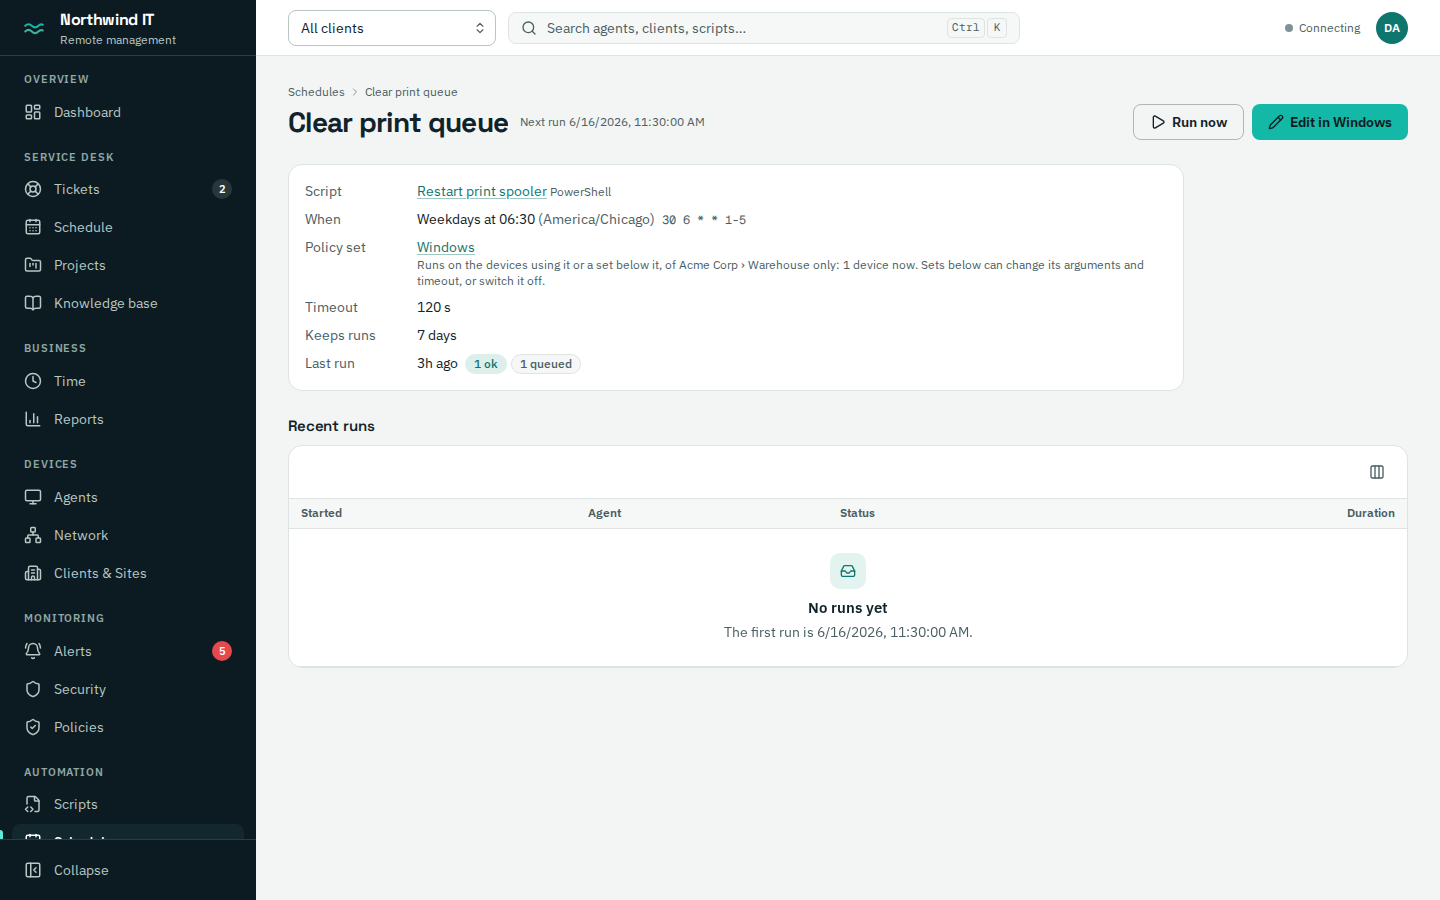 Northwind IT
Remote management
All clients
Search agents, clients, scripts...
Ctrl K
Connecting
DA
OVERVIEW
Dashboard
SERVICE DESK
Tickets 2
Schedule
Projects
Knowledge base
BUSINESS
Time
Reports
DEVICES
Agents
Network
Clients & Sites
MONITORING
Alerts 5
Security
Policies
AUTOMATION
Scripts
Collapse
Schedules > Clear print queue
Clear print queue Next run 6/16/2026, 11:30:00 AM
Run now
Edit in Windows
Script Restart print spooler PowerShell
When Weekdays at 06:30 (America/Chicago) 30 6 * * 1-5
Policy set Windows
Runs on the devices using it or a set below it, of Acme Corp › Warehouse only: 1 device now. Sets below can change its arguments and
timeout, or switch it off.
Timeout 120 s
Keeps runs 7 days
Last run 3h ago 1 ok 1 queued
Recent runs
Started Agent Status Duration
No runs yet
The first run is 6/16/2026, 11:30:00 AM.